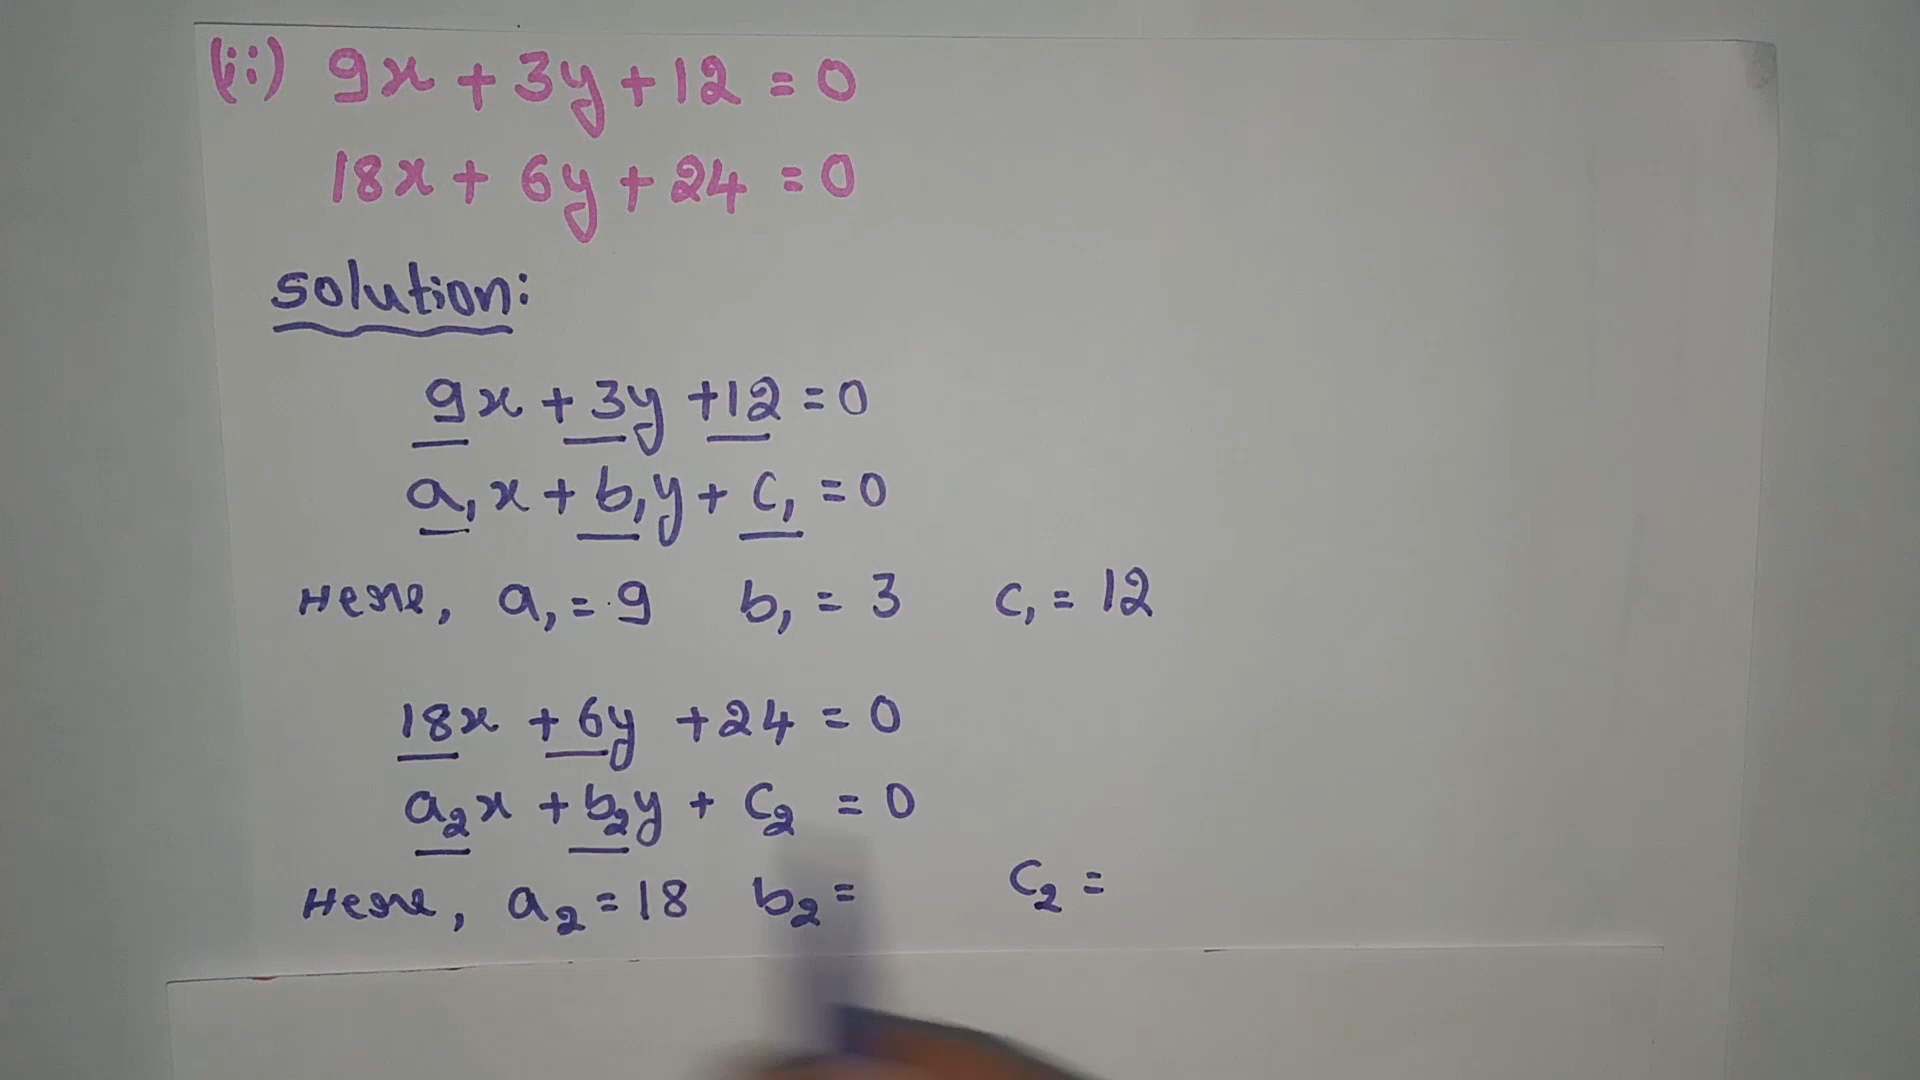 (ii) 9x + 3y + 12 = 0
18x + 6y + 24 = 0
Solution:
9x + 3y + 12 = 0
a₁x + b₁y + c₁ = 0
Here, a₁ = 9 b₁ = 3 c₁ = 12
18x + 6y + 24 = 0
a₂x + b₂y + c₂ = 0
Here, a₂ = 18 b₂ = c₂ =